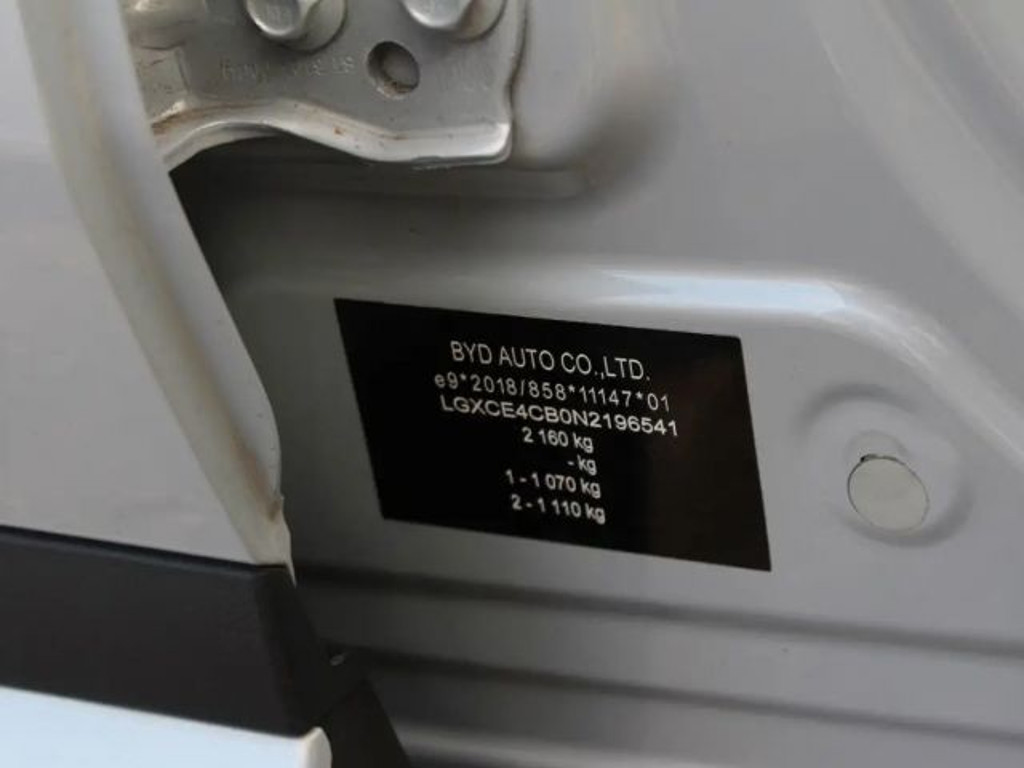 BYD AUTO CO.,LTD.
e9*2018/858*11147*01
LGXCE4CB0N2196541
2 160 kg
- kg
1 - 1 070 kg
2 - 1 110 kg